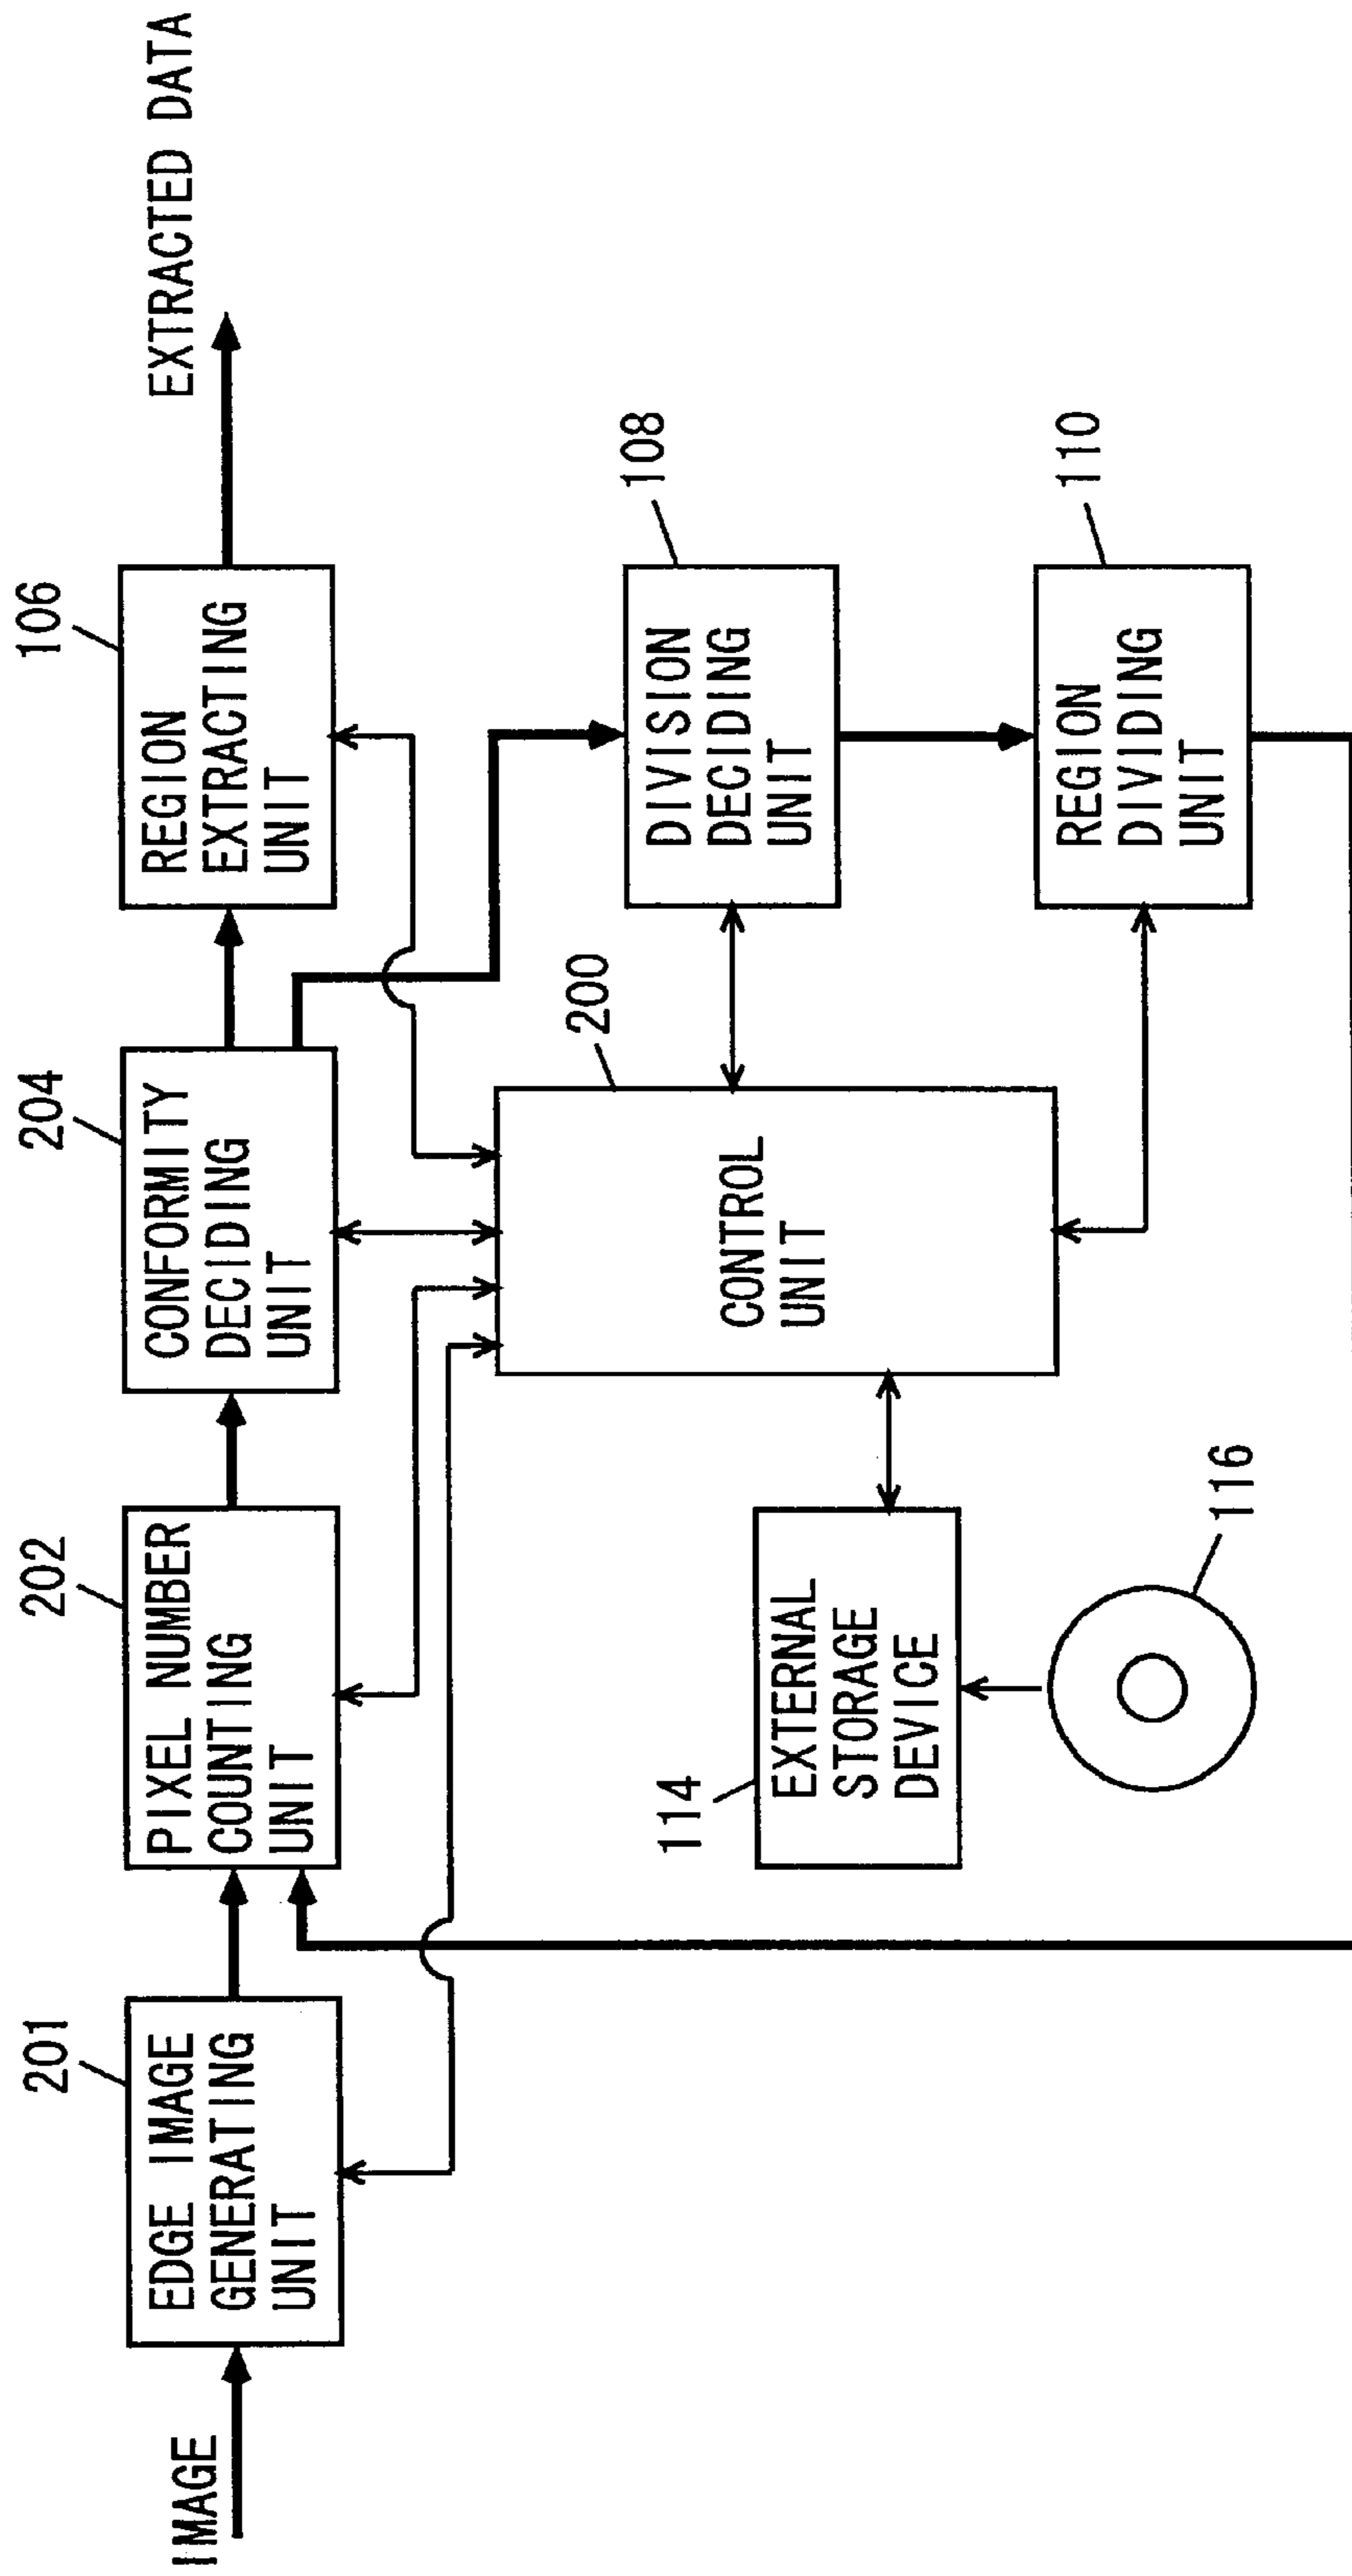 IMAGE
201
EDGE IMAGE
GENERATING
UNIT
202
PIXEL NUMBER
COUNTING
UNIT
204
CONFORMITY
DECIDING
UNIT
106
REGION
EXTRACTING
UNIT
EXTRACTED DATA
114
EXTERNAL
STORAGE
DEVICE
116
200
CONTROL
UNIT
108
DIVISION
DECIDING
UNIT
110
REGION
DIVIDING
UNIT